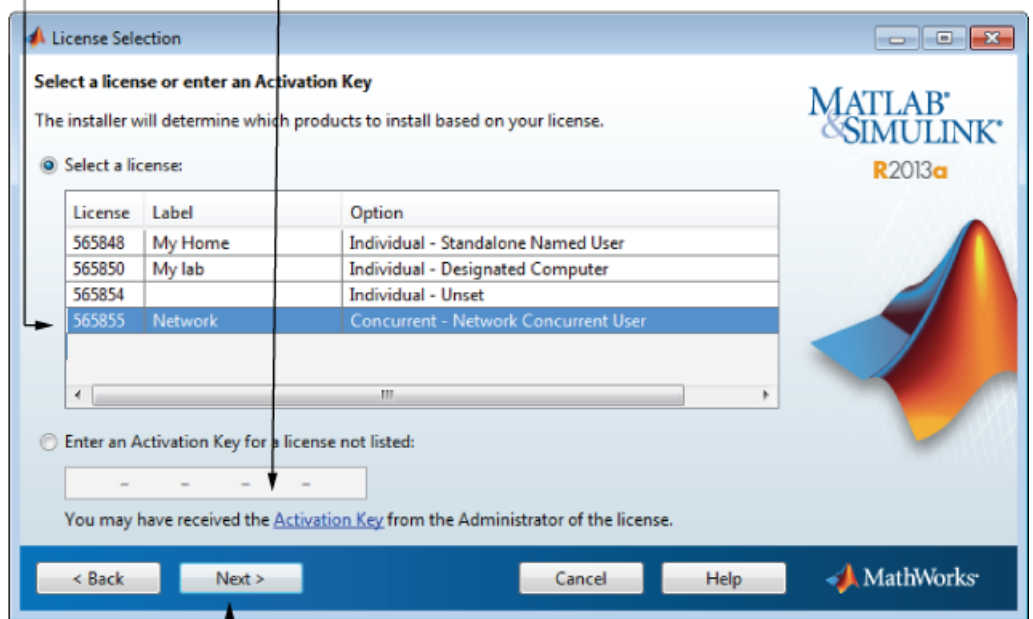 License Selection
Select a license or enter an Activation Key
The installer will determine which products to install based on your license.
MATLAB®
&SIMULINK®
R2013a
Select a license:
License Label Option
565848 My Home Individual - Standalone Named User
565850 My lab Individual - Designated Computer
565854 Individual - Unset
565855 Network Concurrent - Network Concurrent User
Enter an Activation Key for a license not listed:
- - - -
You may have received the Activation Key from the Administrator of the license.
< Back Next > Cancel Help MathWorks®